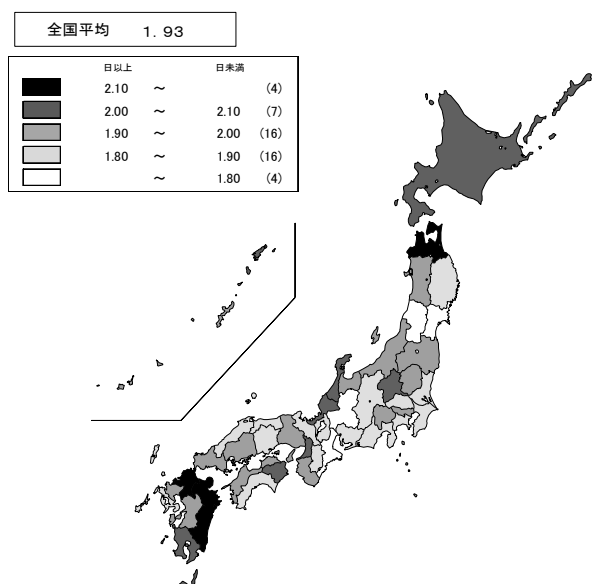 全国平均 1.93
日以上 日未満
2.10 ～ (4)
2.00 ～ 2.10 (7)
1.90 ～ 2.00 (16)
1.80 ～ 1.90 (16)
～ 1.80 (4)